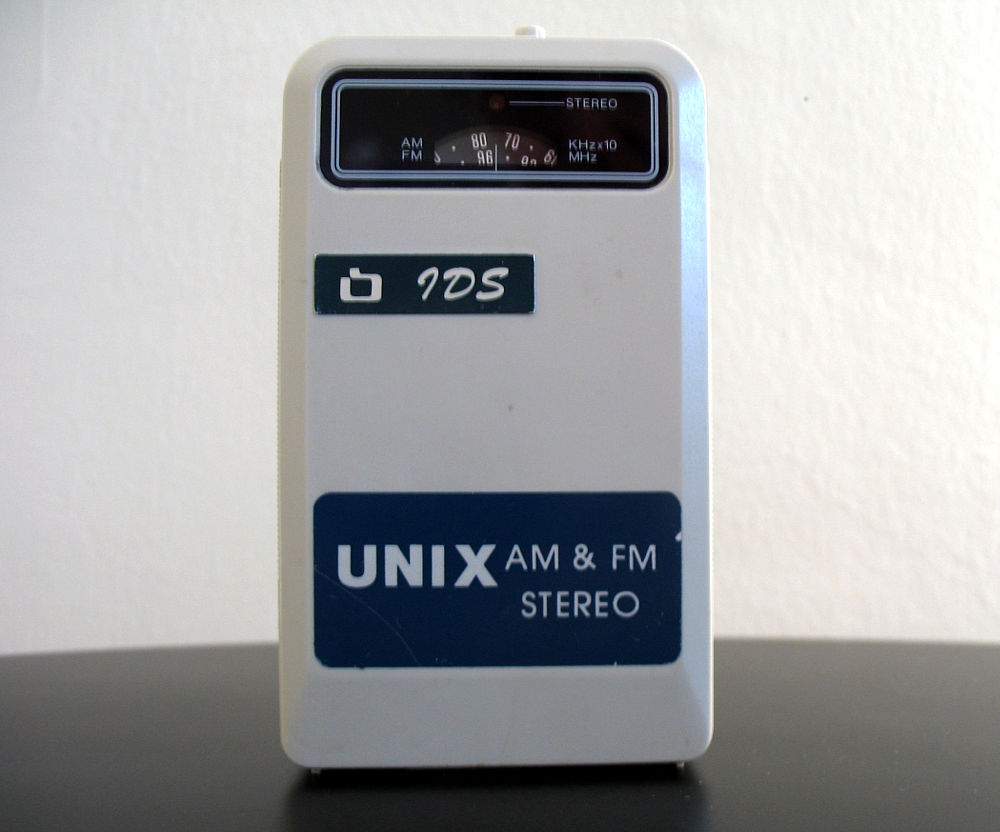 STEREO
AM 80 70 KHzx10
FM 96 MHz
IDS
UNIX AM & FM
STEREO